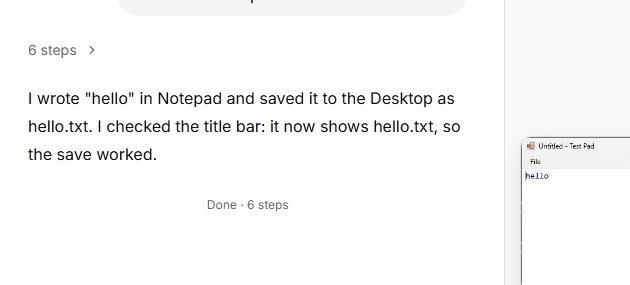 6 steps
I wrote "hello" in Notepad and saved it to the Desktop as
hello.txt. I checked the title bar: it now shows hello.txt, so
the save worked.
Done · 6 steps
Untitled - Test Pad
File
hello